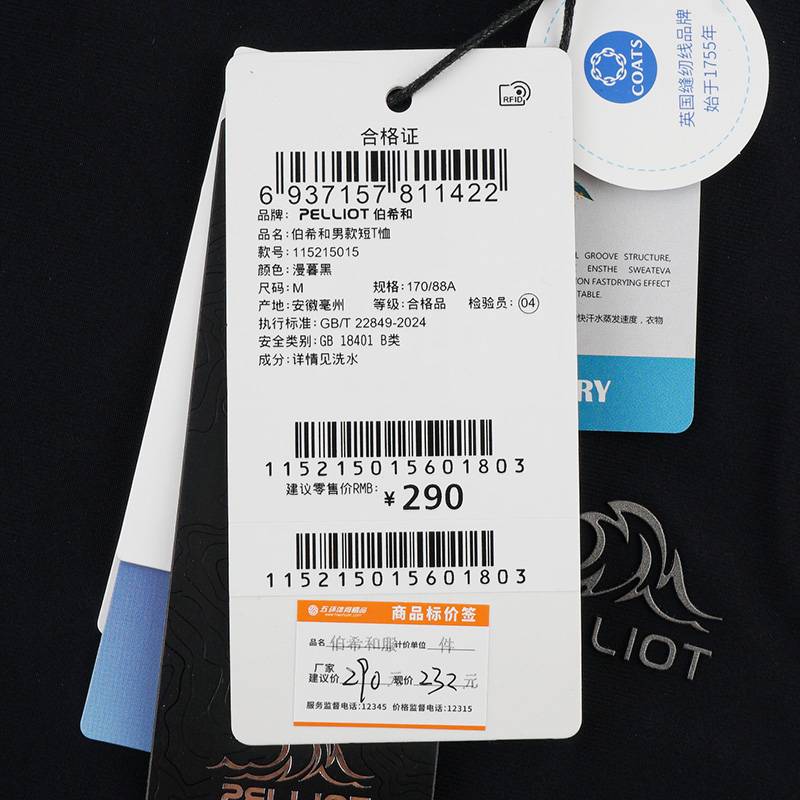 COATS
英国缝纫线品牌
始于1755年
RFID
合格证
6 937157 811422
品牌: PELLIOT 伯希和
品名: 伯希和男款短T恤
款号: 115215015
颜色: 漫暮黑
尺码: M 规格: 170/88A
产地: 安徽亳州 等级: 合格品 检验员: 04
执行标准: GB/T 22849-2024
安全类别: GB 18401 B类
成分: 详情见洗水
115215015601803
建议零售价RMB: ¥290
115215015601803
五环体育精品
商品标价签
品名 伯希和服 计价单位 件
厂家
建议价 290 元 现价 232 元
服务监督电话:12345 价格监督电话:12315
GROOVE STRUCTURE,
ENSTHE SWEATEVA
ON FASTDRYING EFFECT
TABLE.
快汗水蒸发速度，衣物
RY
LLIOT
PELLIOT